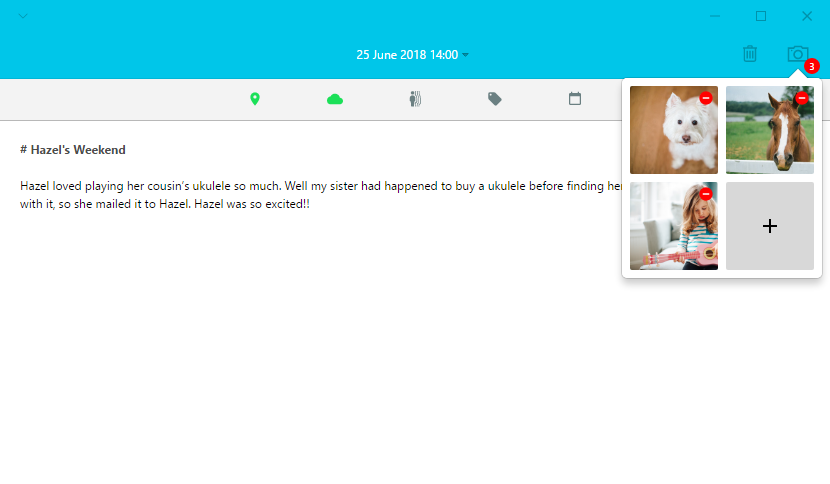 25 June 2018 14:00
3
# Hazel's Weekend
Hazel loved playing her cousin's ukulele so much. Well my sister had happened to buy a ukulele before finding her
with it, so she mailed it to Hazel. Hazel was so excited!!